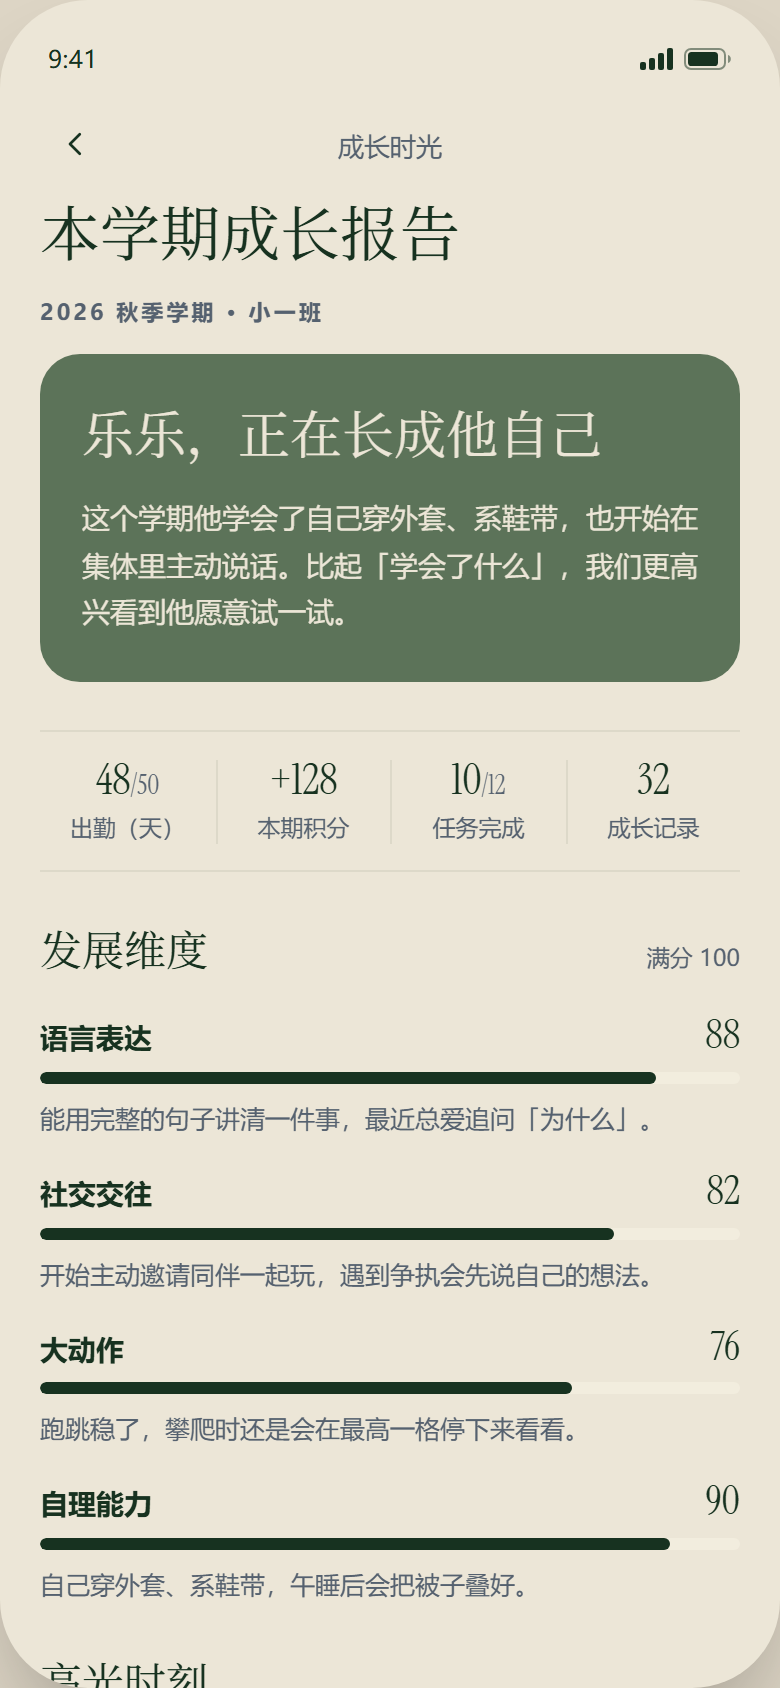 9:41
成长时光
本学期成长报告
2026 秋季学期 • 小一班
乐乐，正在长成他自己
这个学期他学会了自己穿外套、系鞋带，也开始在
集体里主动说话。比起「学会了什么」，我们更高
兴看到他愿意试一试。
48/50
出勤（天）
+128
本期积分
10/12
任务完成
32
成长记录
发展维度
满分 100
语言表达
88
能用完整的句子讲清一件事，最近总爱追问「为什么」。
社交交往
82
开始主动邀请同伴一起玩，遇到争执会先说自己的想法。
大动作
76
跑跳稳了，攀爬时还是会在最高一格停下来看看。
自理能力
90
自己穿外套、系鞋带，午睡后会把被子叠好。
高光时刻